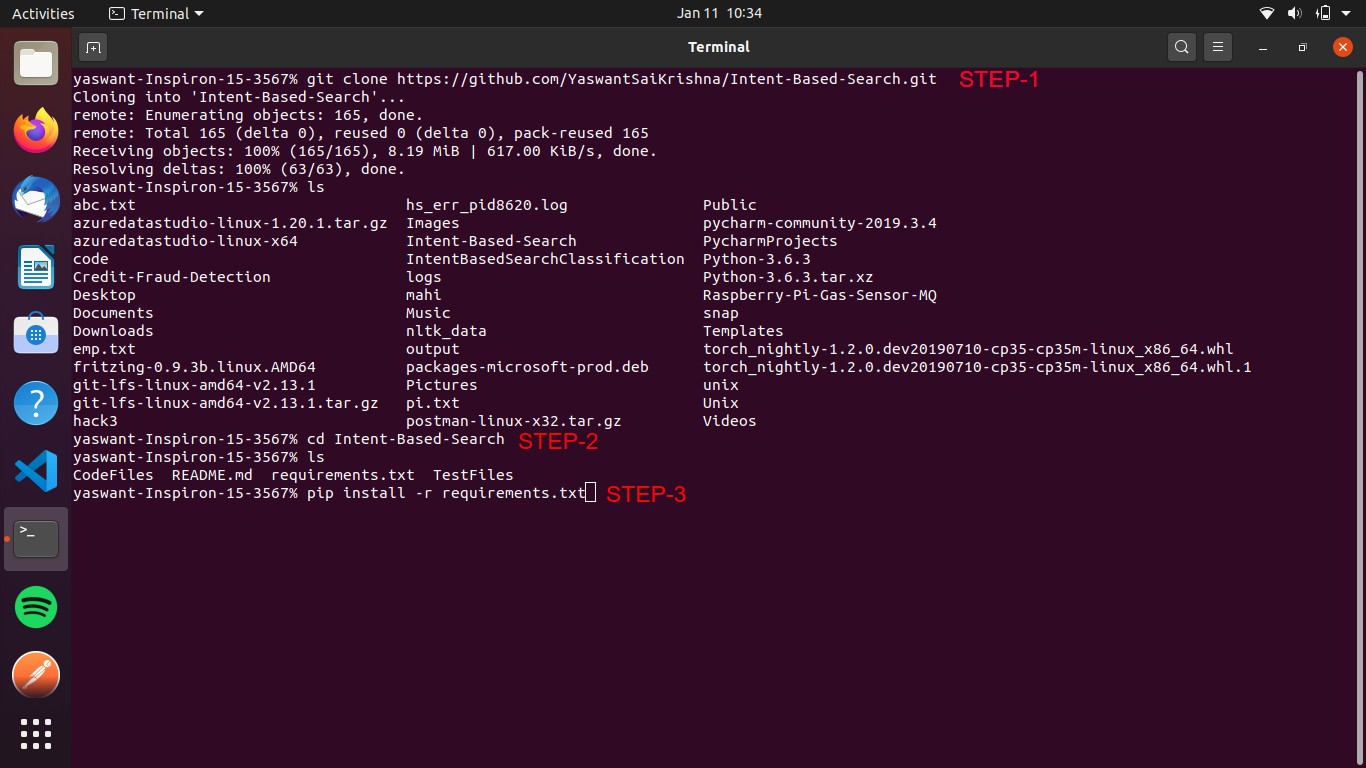 Activities Terminal Jan 11 10:34
Terminal
yaswant-Inspiron-15-3567% git clone https://github.com/YaswantSaiKrishna/Intent-Based-Search.git STEP-1
Cloning into 'Intent-Based-Search'...
remote: Enumerating objects: 165, done.
remote: Total 165 (delta 0), reused 0 (delta 0), pack-reused 165
Receiving objects: 100% (165/165), 8.19 MiB | 617.00 KiB/s, done.
Resolving deltas: 100% (63/63), done.
yaswant-Inspiron-15-3567% ls
abc.txt hs_err_pid8620.log Public
azuredatastudio-linux-1.20.1.tar.gz Images pycharm-community-2019.3.4
azuredatastudio-linux-x64 Intent-Based-Search PycharmProjects
code IntentBasedSearchClassification Python-3.6.3
Credit-Fraud-Detection logs Python-3.6.3.tar.xz
Desktop mahi Raspberry-Pi-Gas-Sensor-MQ
Documents Music snap
Downloads nltk_data Templates
emp.txt output torch_nightly-1.2.0.dev20190710-cp35-cp35m-linux_x86_64.whl
fritzing-0.9.3b.linux.AMD64 packages-microsoft-prod.deb torch_nightly-1.2.0.dev20190710-cp35-cp35m-linux_x86_64.whl.1
git-lfs-linux-amd64-v2.13.1 Pictures unix
git-lfs-linux-amd64-v2.13.1.tar.gz pi.txt Unix
hack3 postman-linux-x32.tar.gz Videos
yaswant-Inspiron-15-3567% cd Intent-Based-Search STEP-2
yaswant-Inspiron-15-3567% ls
CodeFiles README.md requirements.txt TestFiles
yaswant-Inspiron-15-3567% pip install -r requirements.txt STEP-3